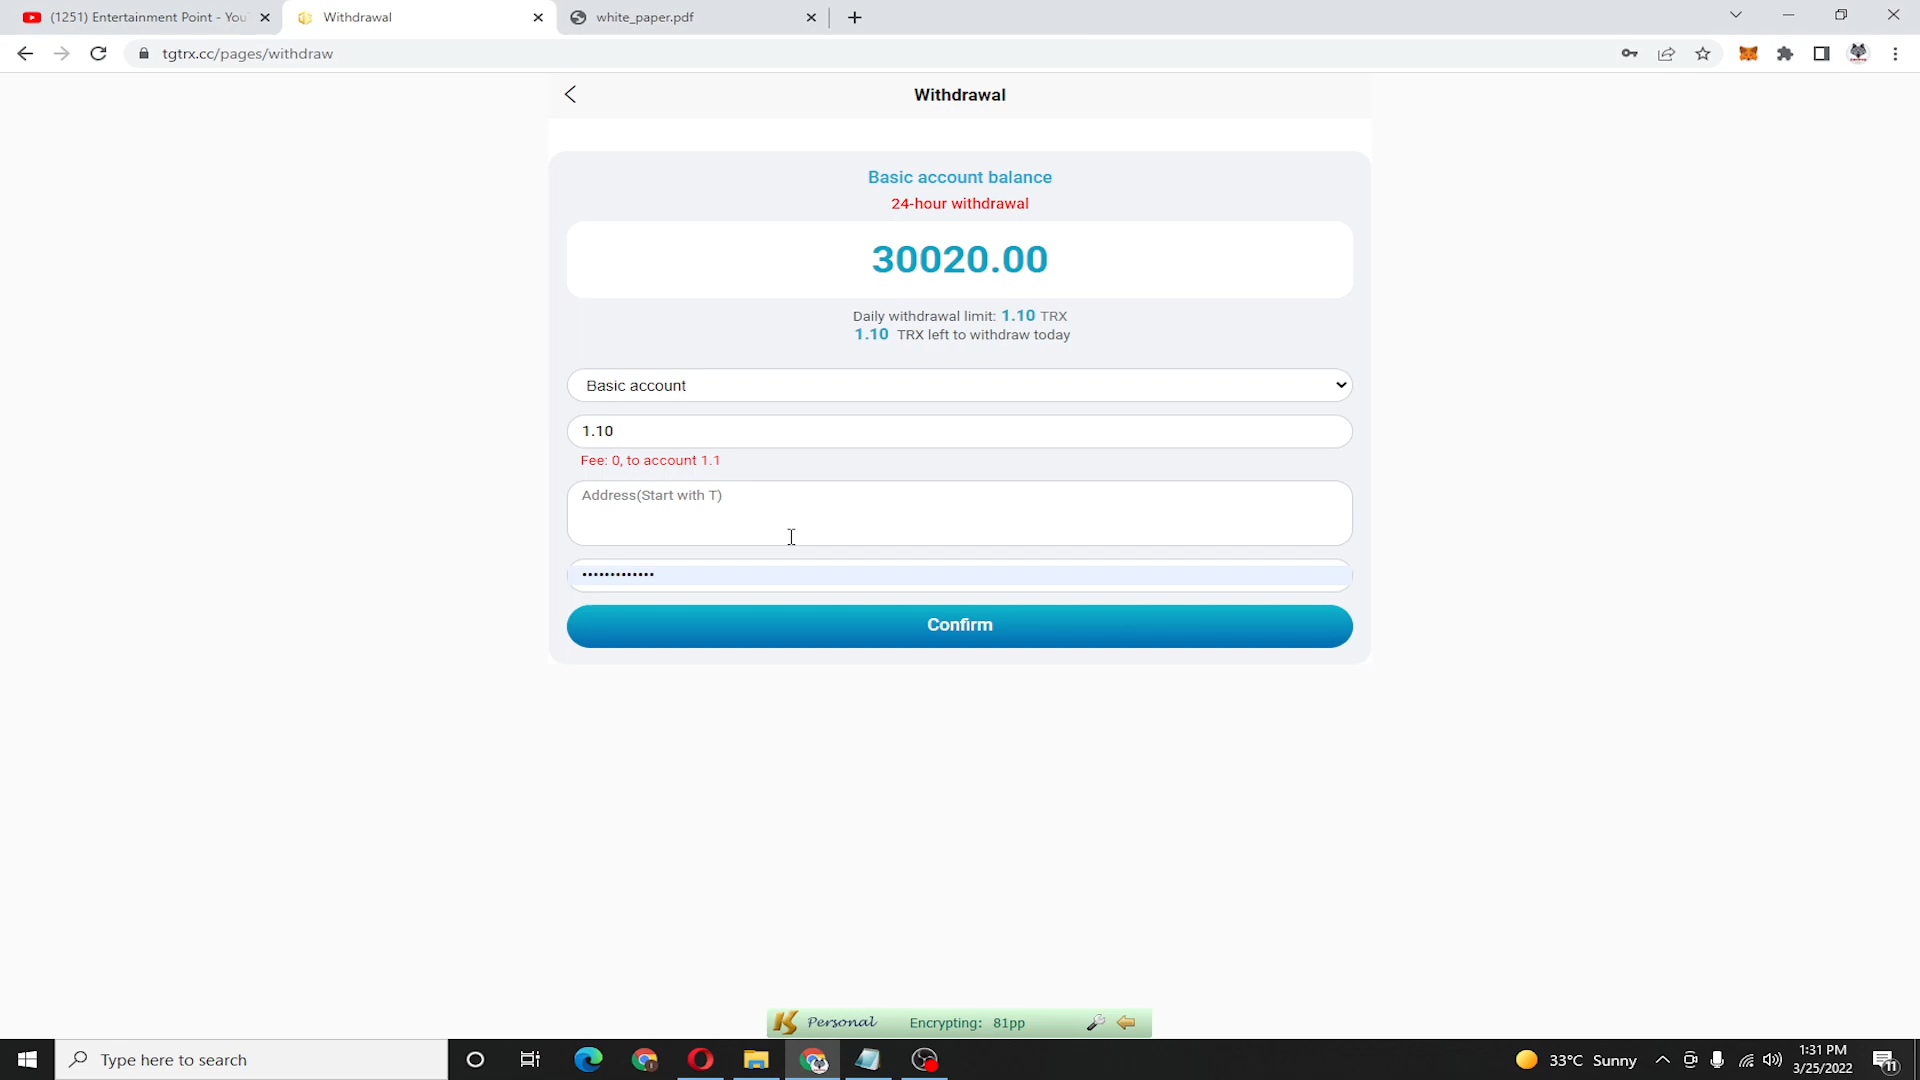 (1251) Entertainment Point - You
Withdrawal
white_paper.pdf
tgtrx.cc/pages/withdraw
Withdrawal
Basic account balance
24-hour withdrawal
30020.00
Daily withdrawal limit: 1.10 TRX
1.10 TRX left to withdraw today
Basic account
1.10
Fee: 0, to account 1.1
Address(Start with T)
•••••••••••••
Confirm
Personal Encrypting: 81pp
Type here to search
33°C Sunny
1:31 PM
3/25/2022
11